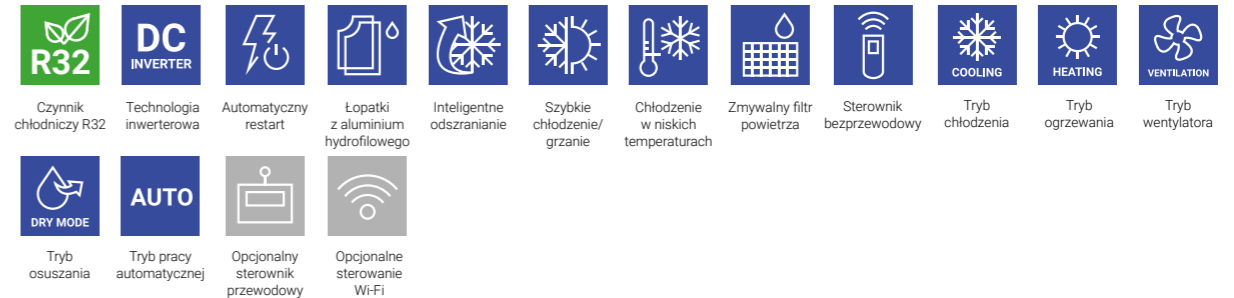 R32
DC
INVERTER
COOLING
HEATING
VENTILATION
Czynnik
chłodniczy R32
Technologia
inwerterowa
Automatyczny
restart
Łopatki
z aluminium
hydrofilowego
Inteligentne
odszranianie
Szybkie
chłodzenie/
grzanie
Chłodzenie
w niskich
temperaturach
Zmywalny filtr
powietrza
Sterownik
bezprzewodowy
Tryb
chłodzenia
Tryb
ogrzewania
Tryb
wentylatora
DRY MODE
AUTO
Tryb
osuszania
Tryb pracy
automatycznej
Opcjonalny
sterownik
przewodowy
Opcjonalne
sterowanie
Wi-Fi